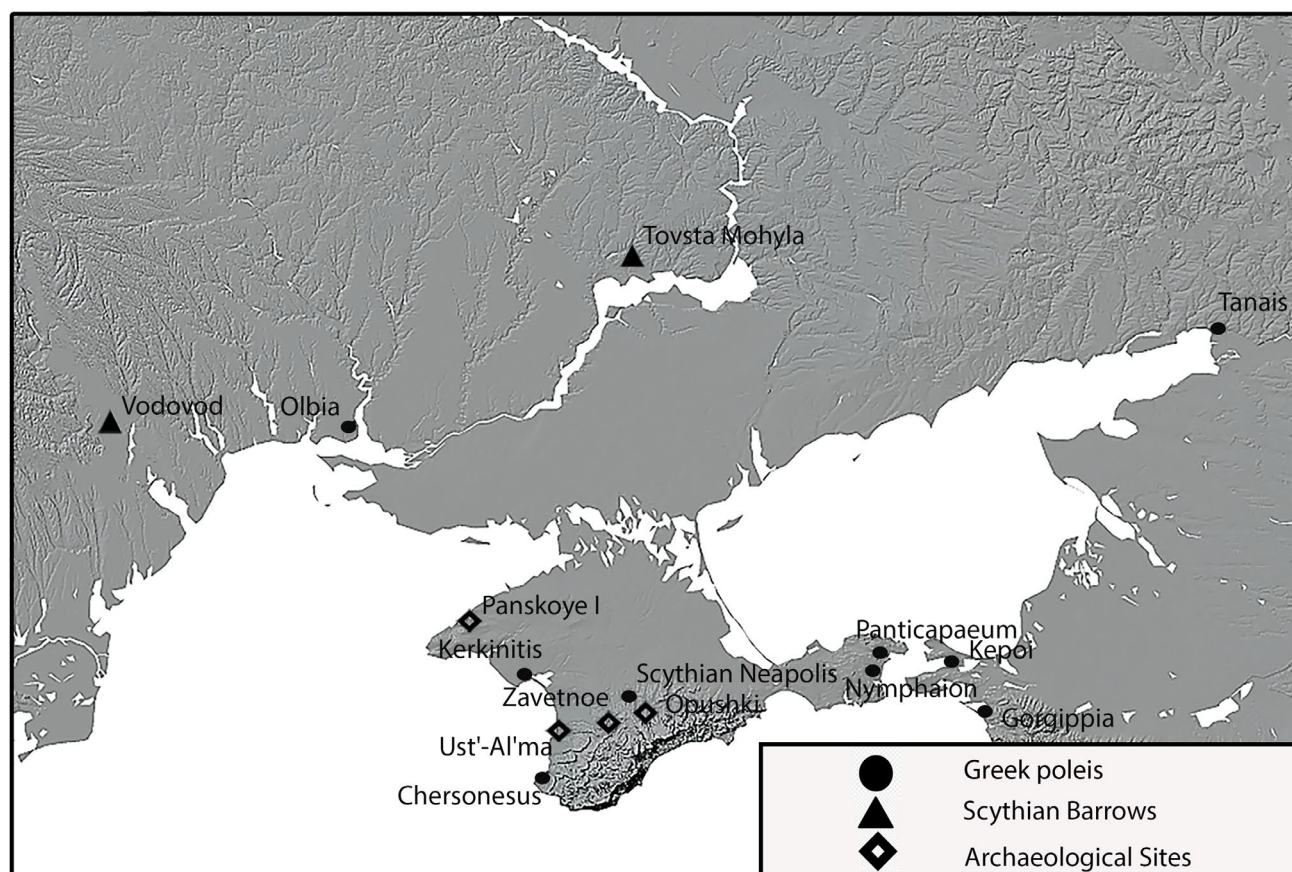 Tovsta Mohyla
Tanais
Vodovod
Olbia
Panskoye I
Panticapaeum
Kerkinitis
Kepoi
Scythian Neapolis
Nymphaion
Zavetnoe
Opushki
Gorgippia
Ust'-Al'ma
Chersonesus
Greek poleis
Scythian Barrows
Archaeological Sites